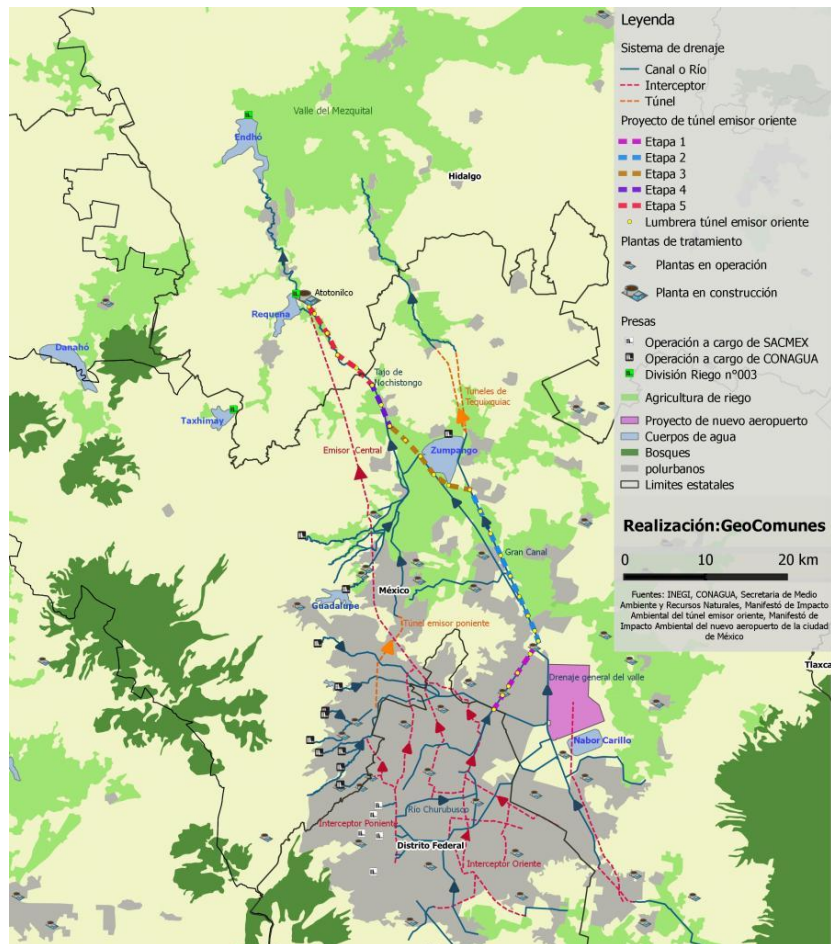 Leyenda
Sistema de drenaje
Canal o Río
Interceptor
Túnel
Proyecto de túnel emisor oriente
Etapa 1
Etapa 2
Etapa 3
Etapa 4
Etapa 5
Lumbrera túnel emisor oriente
Plantas de tratamiento
Plantas en operación
Planta en construcción
Presas
Operación a cargo de SACMEX
Operación a cargo de CONAGUA
División Riego n°003
Agricultura de riego
Proyecto de nuevo aeropuerto
Cuerpos de agua
Bosques
polurbanos
Limites estatales
Realización:GeoComunes
0 10 20 km
Fuentes: INEGI, CONAGUA, Secretaria de Medio
Ambiente y Recursos Naturales, Manifestó de Impacto
Ambiental del túnel emisor oriente, Manifestó de
Impacto Ambiental del nuevo aeropuerto de la ciudad
de México
Valle del Mezquital
Endhó
Hidalgo
Atotonilco
Requena
Danahó
Tajo de
Nochistongo
Túneles de
Tequixquiac
Taxhimay
Emisor Central
Zumpango
Gran Canal
México
Guadalupe
Túnel emisor poniente
Tlaxca
Drenaje general del valle
Nabor Carillo
Rio Churubusco
Interceptor Poniente
Distrito Federal
Interceptor Oriente